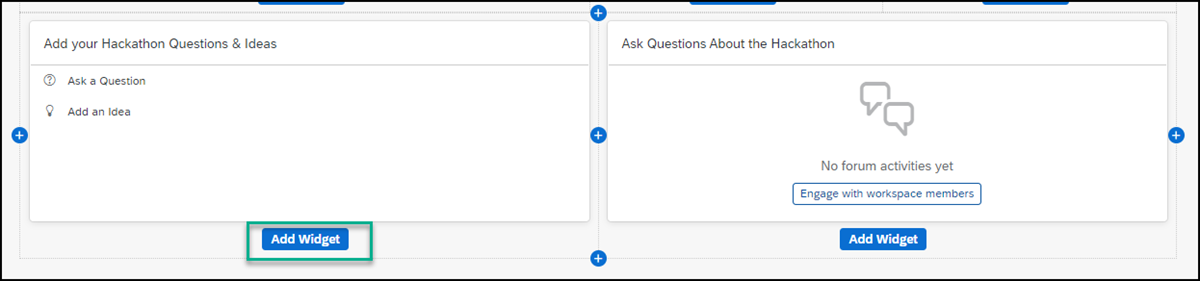 Add your Hackathon Questions & Ideas
Ask a Question
Add an Idea
Add Widget
Ask Questions About the Hackathon
No forum activities yet
Engage with workspace members
Add Widget